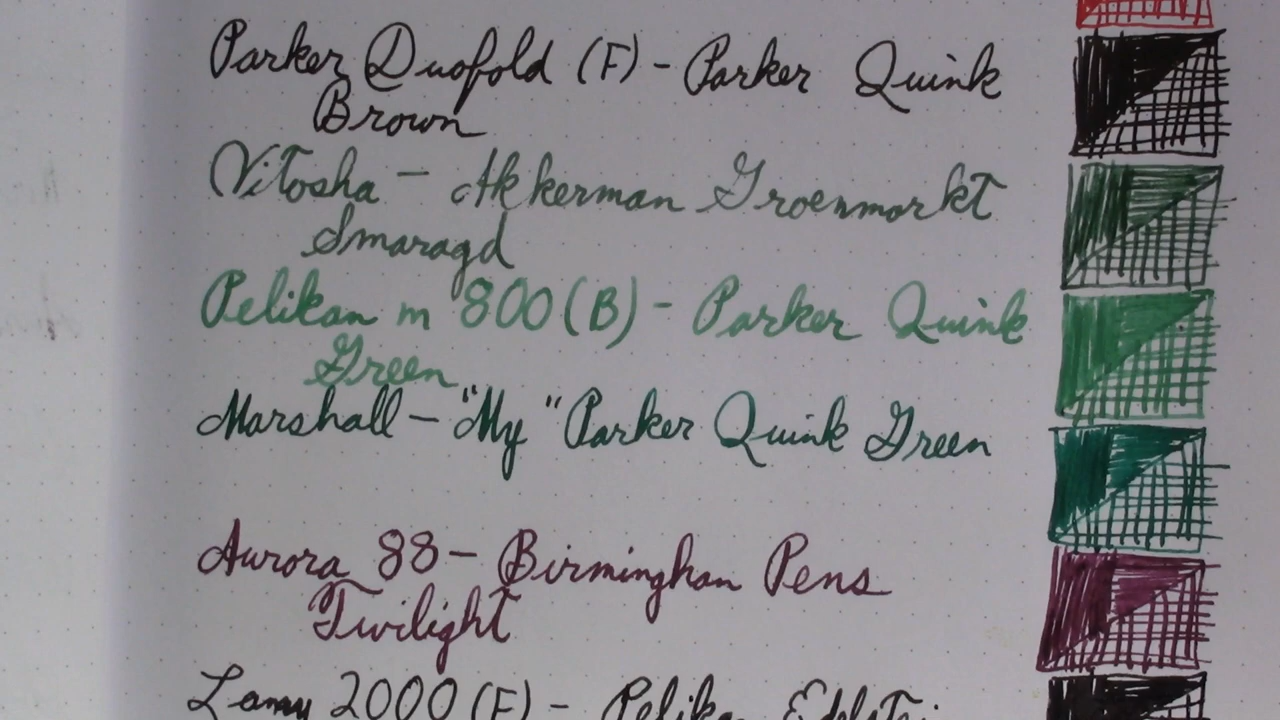 Parker Duofold (F) - Parker Quink
Brown
Vitosha - Akkerman Groenmarkt
Smaragd
Pelikan m 800 (B) - Parker Quink
Green
Marshall - "My" Parker Quink Green
Aurora 88 - Birmingham Pens
Twilight
Lamy 2000 (F) - Pelikan